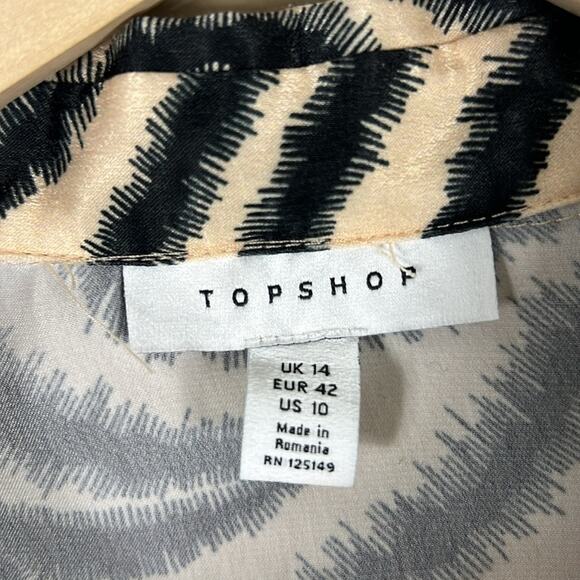 TOPSHOP
UK 14
EUR 42
US 10
Made in
Romania
RN 125149